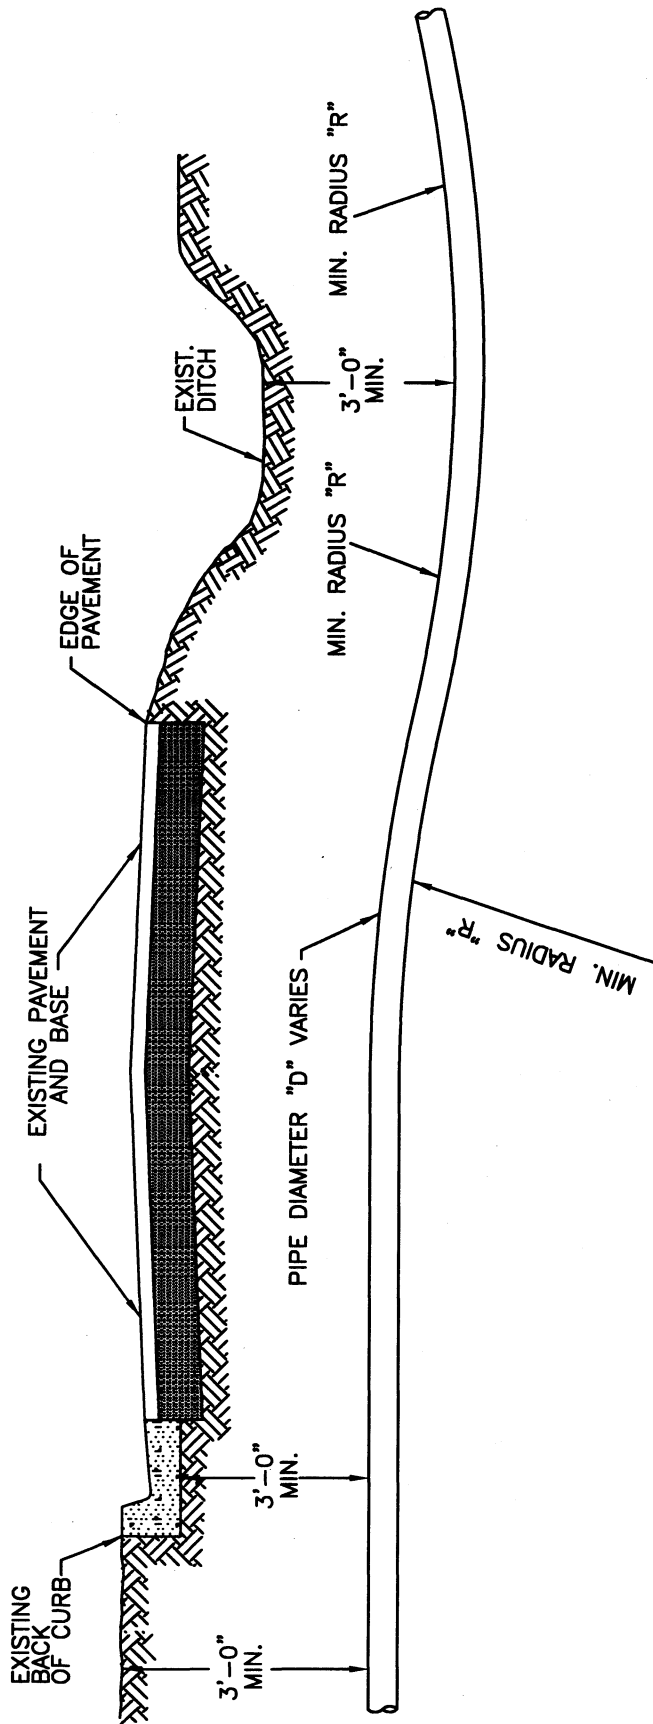 EXISTING
BACK
OF CURB
EXISTING PAVEMENT
AND BASE
EDGE OF
PAVEMENT
EXIST.
DITCH
3'-0"
MIN.
3'-0"
MIN.
3'-0"
MIN.
PIPE DIAMETER "D" VARIES
MIN. RADIUS "R"
MIN. RADIUS "R"
MIN. RADIUS "R"